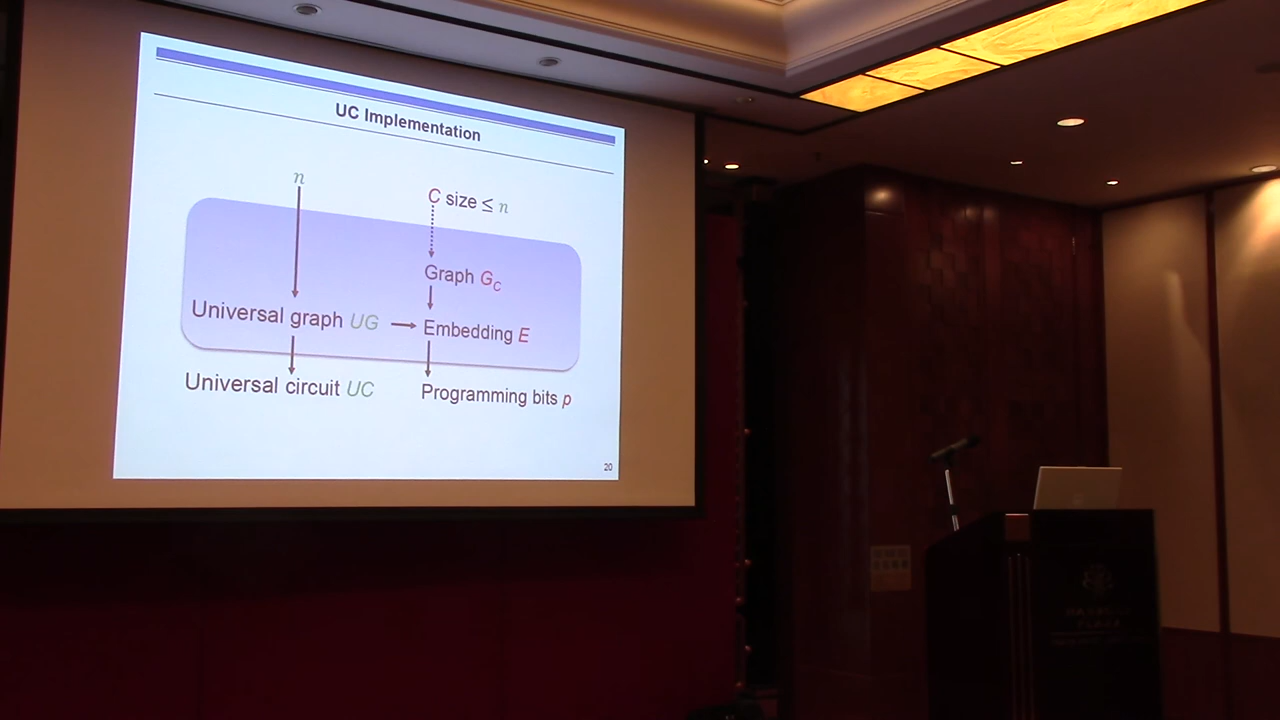 UC Implementation
n
C size ≤ n
Graph G_C
Universal graph UG
Embedding E
Universal circuit UC
Programming bits p
20